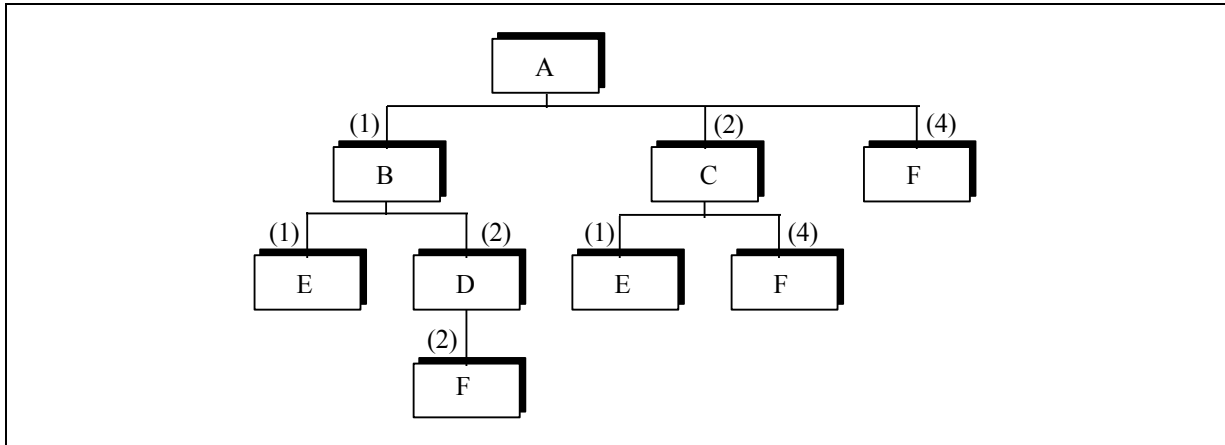 A
(1) (2) (4)
B C F
(1) (2) (1) (4)
E D E F
(2)
F